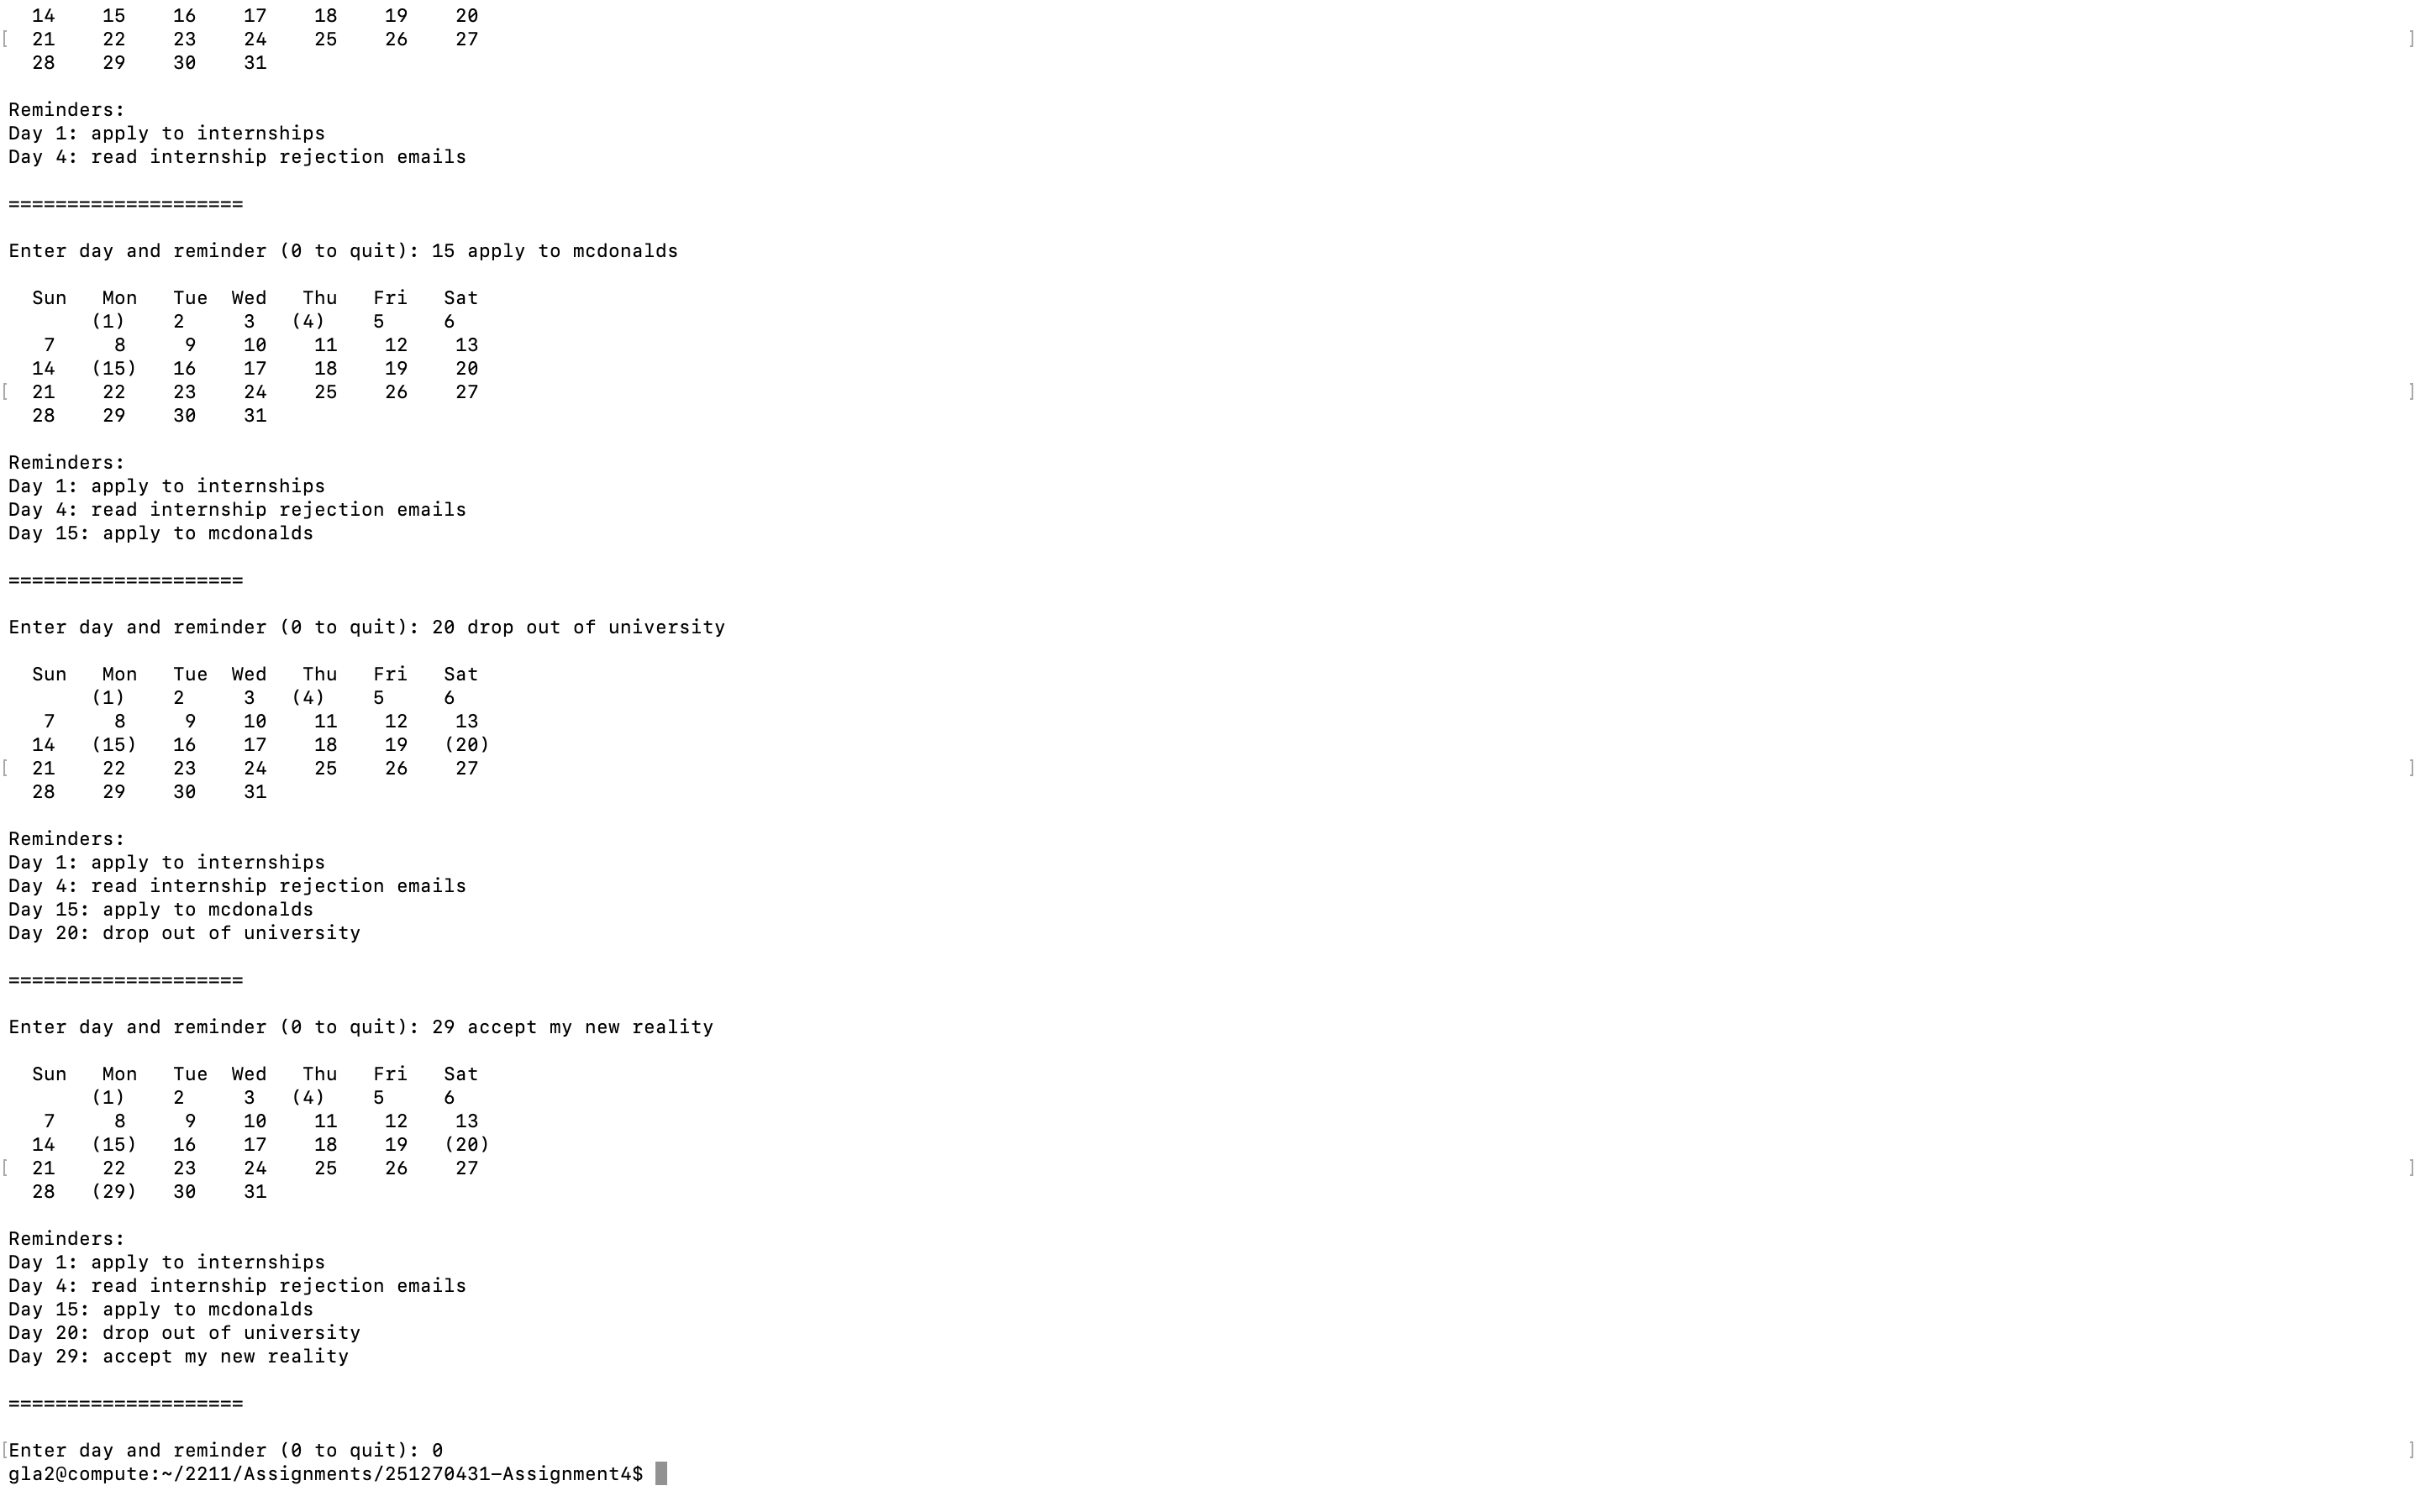 14    15    16    17    18    19    20
[  21    22    23    24    25    26    27 ]
   28    29    30    31

Reminders:
Day 1: apply to internships
Day 4: read internship rejection emails

====================

Enter day and reminder (0 to quit): 15 apply to mcdonalds

  Sun   Mon   Tue  Wed   Thu   Fri   Sat
       (1)    2     3   (4)    5     6
   7     8     9    10    11    12    13
  14   (15)   16    17    18    19    20
[  21    22    23    24    25    26    27 ]
  28    29    30    31

Reminders:
Day 1: apply to internships
Day 4: read internship rejection emails
Day 15: apply to mcdonalds

====================

Enter day and reminder (0 to quit): 20 drop out of university

  Sun   Mon   Tue  Wed   Thu   Fri   Sat
       (1)    2     3   (4)    5     6
   7     8     9    10    11    12    13
  14   (15)   16    17    18    19   (20)
[  21    22    23    24    25    26    27 ]
  28    29    30    31

Reminders:
Day 1: apply to internships
Day 4: read internship rejection emails
Day 15: apply to mcdonalds
Day 20: drop out of university

====================

Enter day and reminder (0 to quit): 29 accept my new reality

  Sun   Mon   Tue  Wed   Thu   Fri   Sat
       (1)    2     3   (4)    5     6
   7     8     9    10    11    12    13
  14   (15)   16    17    18    19   (20)
[  21    22    23    24    25    26    27 ]
  28   (29)   30    31

Reminders:
Day 1: apply to internships
Day 4: read internship rejection emails
Day 15: apply to mcdonalds
Day 20: drop out of university
Day 29: accept my new reality

====================

[Enter day and reminder (0 to quit): 0 ]
gla2@compute:~/2211/Assignments/251270431-Assignment4$